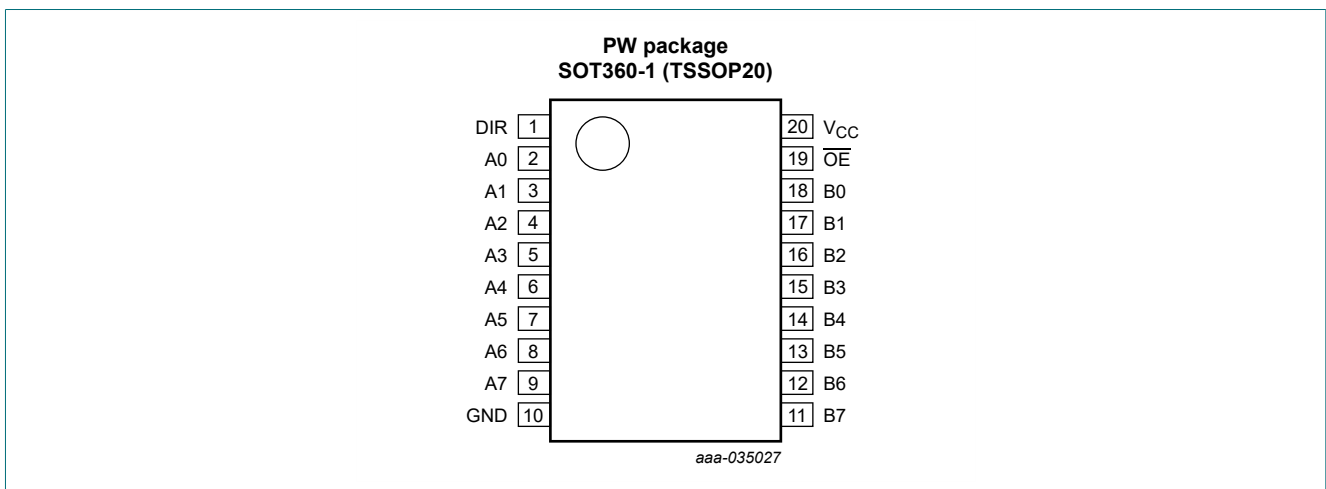 PW package
SOT360-1 (TSSOP20)
DIR 1 20 VCC
A0 2 19 OE
A1 3 18 B0
A2 4 17 B1
A3 5 16 B2
A4 6 15 B3
A5 7 14 B4
A6 8 13 B5
A7 9 12 B6
GND 10 11 B7
aaa-035027